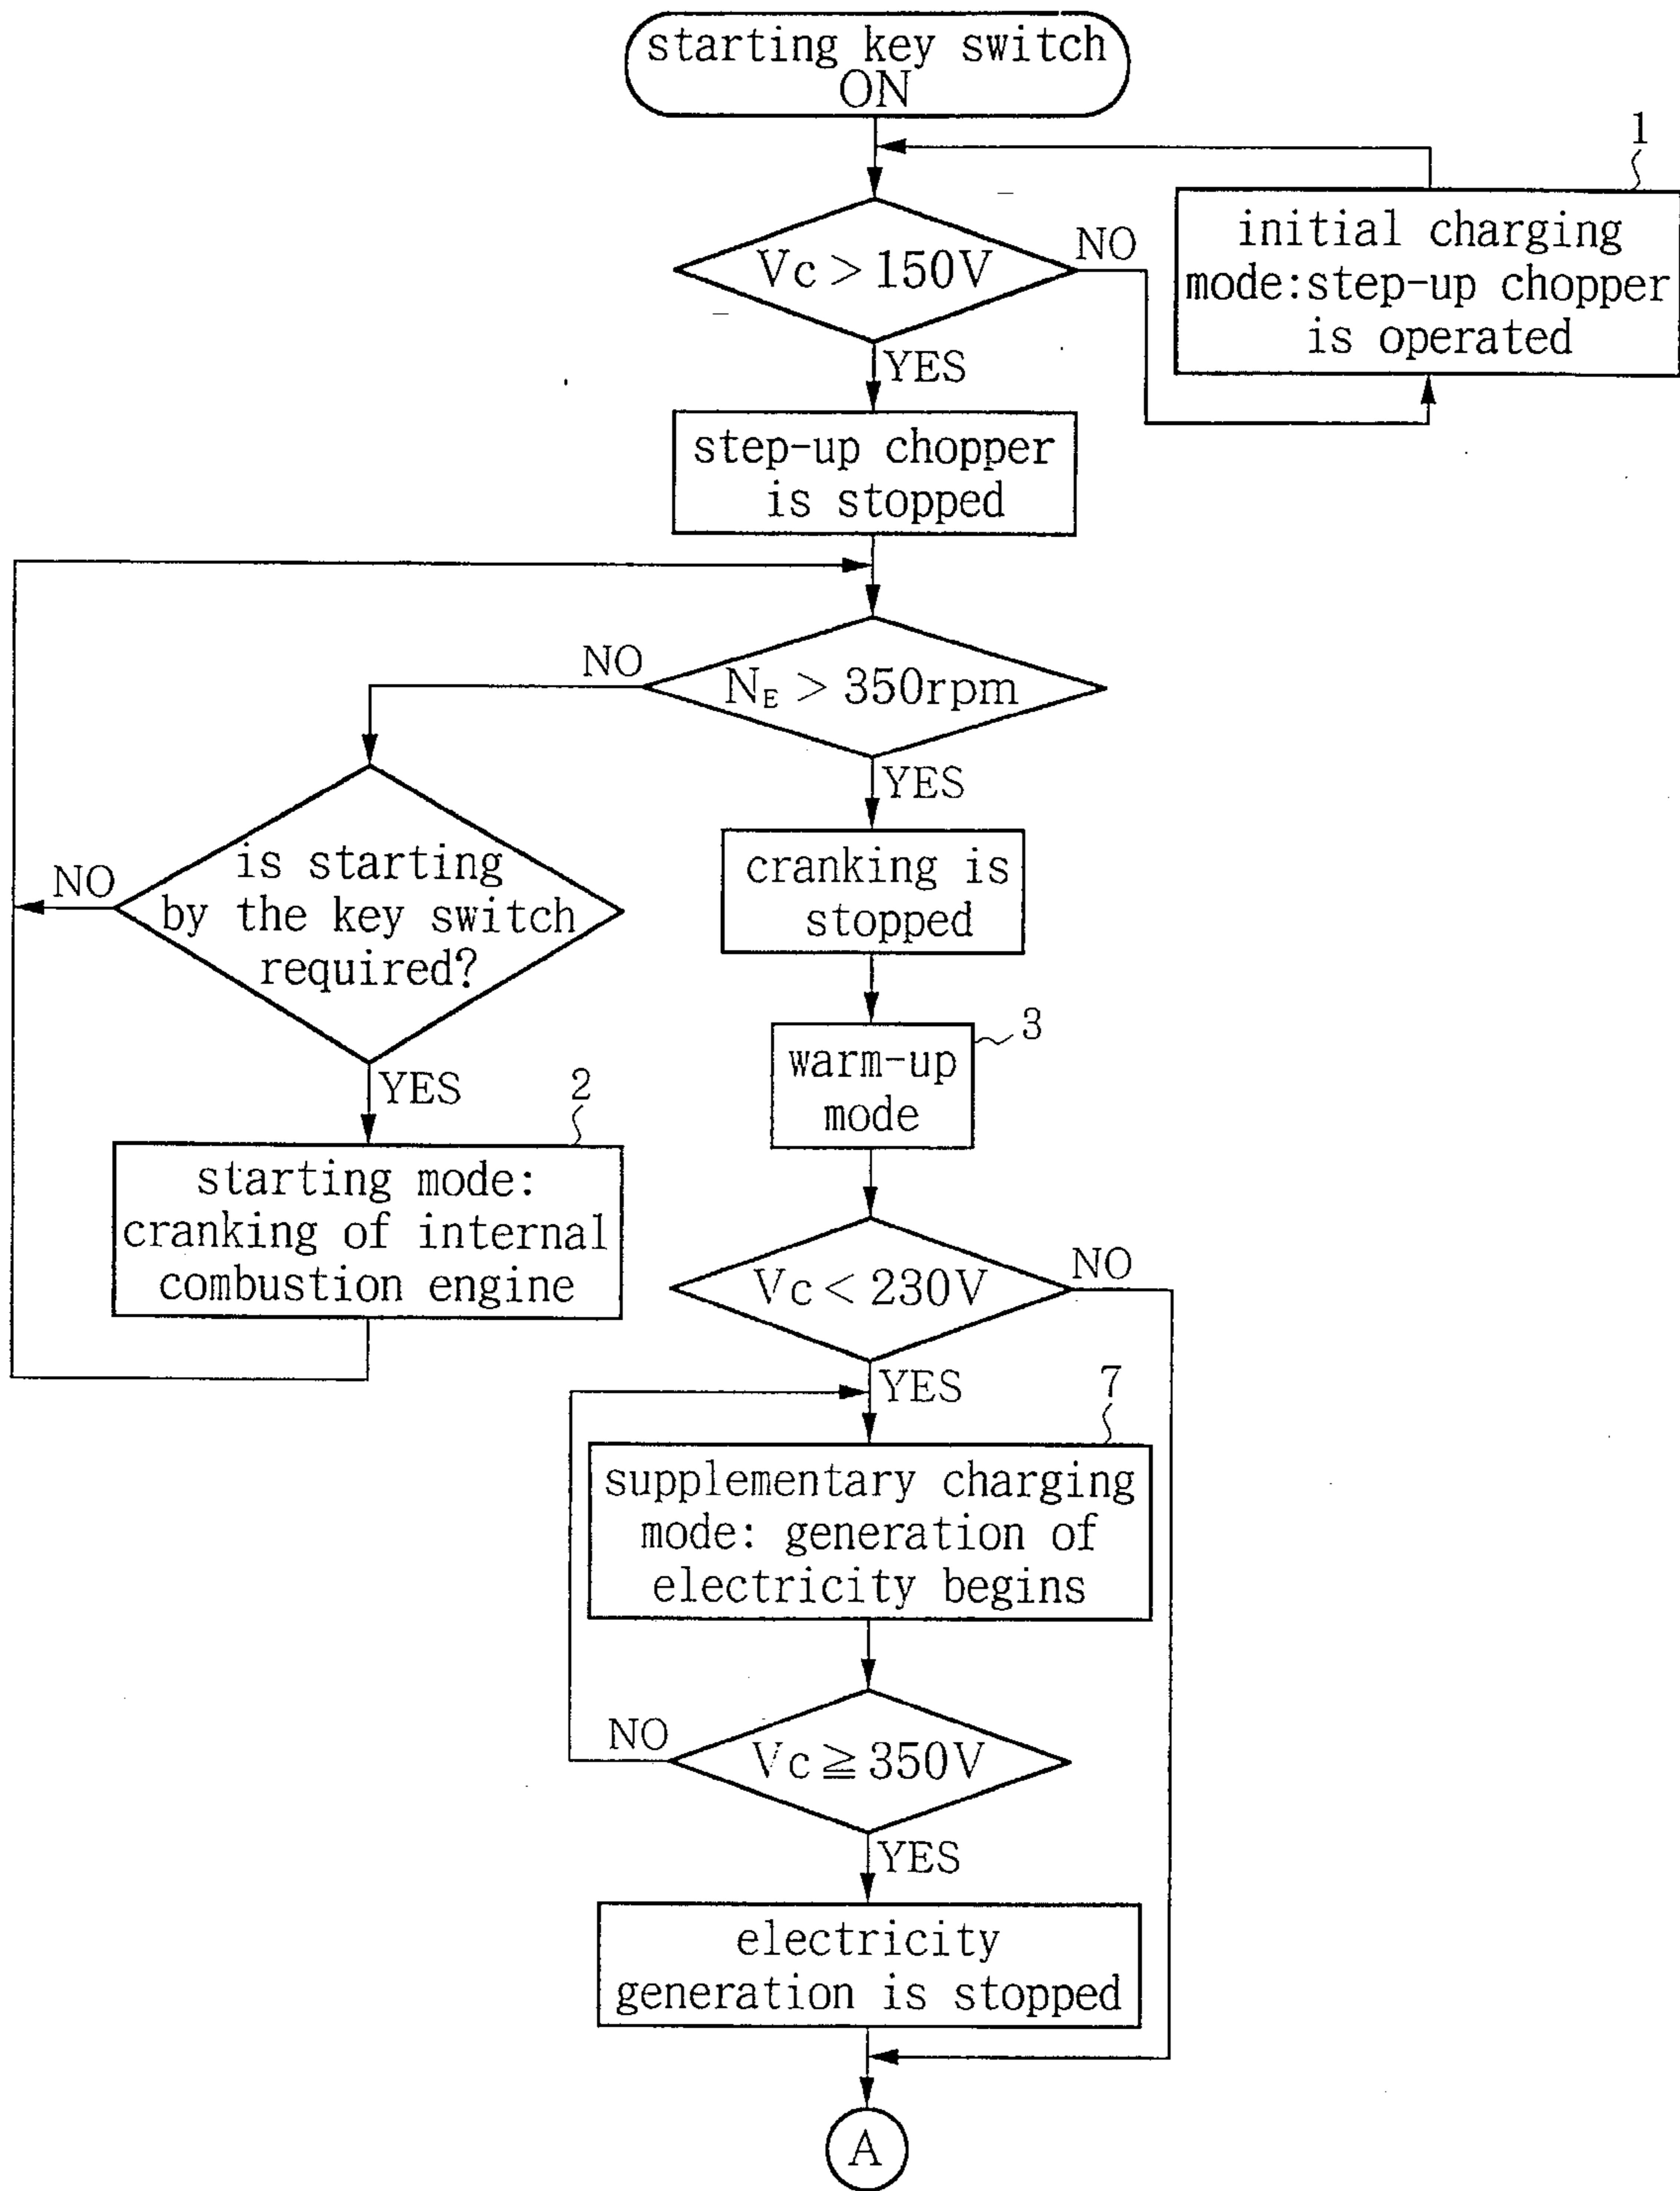 starting key switch
ON
1
initial charging
mode:step-up chopper
is operated
Vc > 150V
NO
YES
step-up chopper
is stopped
NO
N_E > 350rpm
YES
is starting
by the key switch
required?
NO
YES
cranking is
stopped
3
warm-up
mode
2
starting mode:
cranking of internal
combustion engine
Vc < 230V
NO
YES
7
supplementary charging
mode: generation of
electricity begins
NO
Vc ≧ 350V
YES
electricity
generation is stopped
A